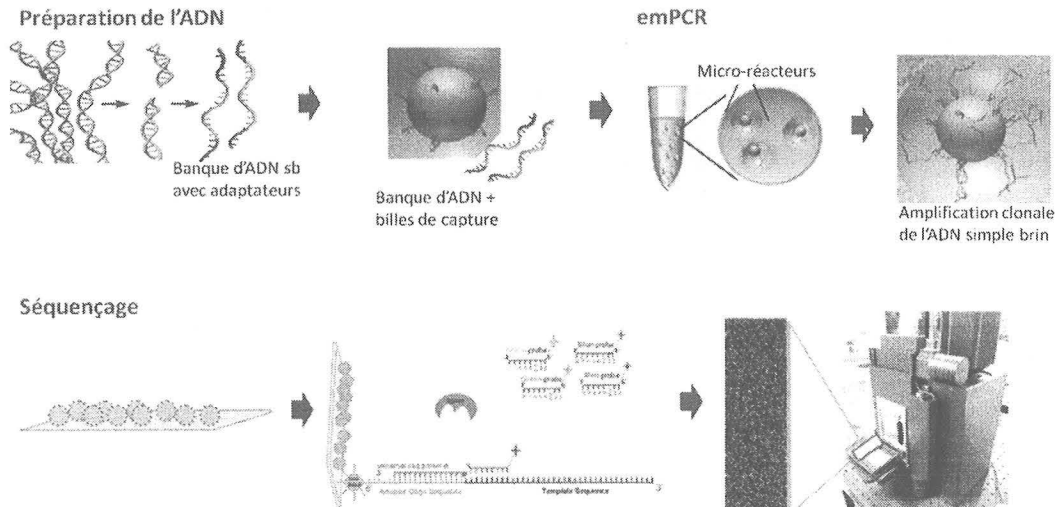 Préparation de l'ADN
emPCR
Micro-réacteurs
Banque d'ADN sb
avec adaptateurs
Banque d'ADN +
billes de capture
Amplification clonale
de l'ADN simple brin
Séquençage
Template Sequence